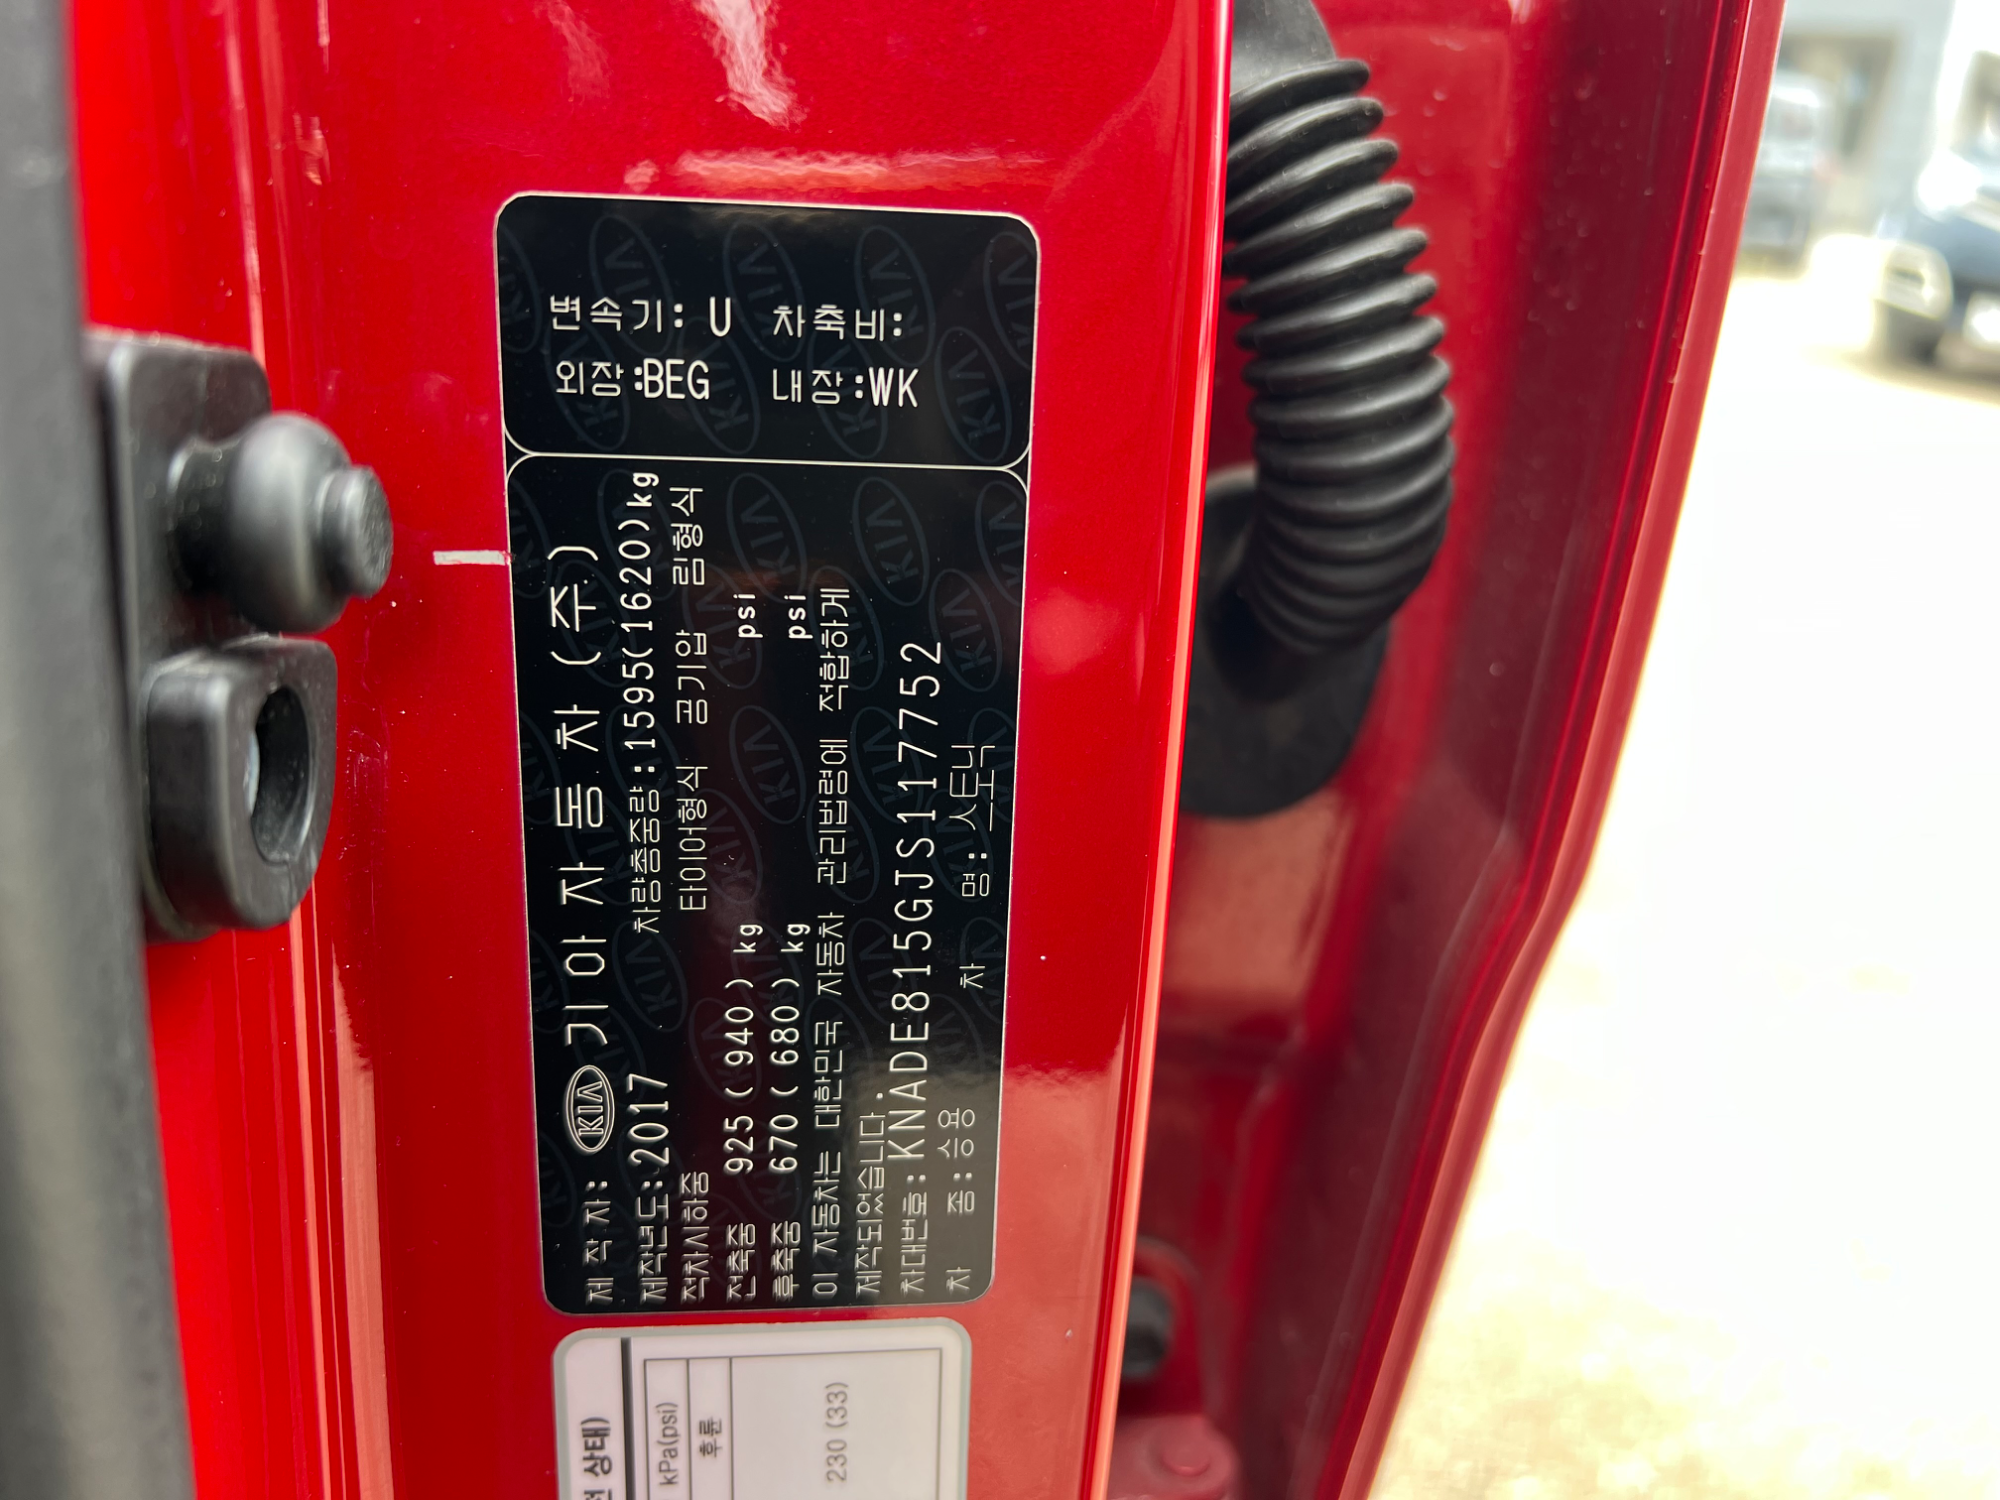 변속기: U 차축비:
외장:BEG 내장:WK
제 작 자: KIA 기 아 자 동 차 (주)
제작년도:2017 차량총중량:1595(1620)kg
적차시하중 타이어형식 공기압 림형식
전축중 925 ( 940 ) kg psi
후축중 670 ( 680 ) kg psi
이 자동차는 대한민국 자동차 관리법령에 적합하게
제작되었습니다.
차대번호: KNADE815GJS117752
차 종: 승용 차 명: 스토닉
상태)
kPa(psi)
후륜
230 (33)